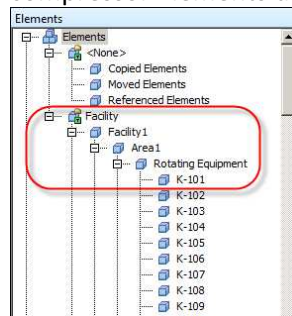 Elements
Elements
<None>
Copied Elements
Moved Elements
Referenced Elements
Facility
Facility1
Area1
Rotating Equipment
K-101
K-102
K-103
K-104
K-105
K-106
K-107
K-108
K-109